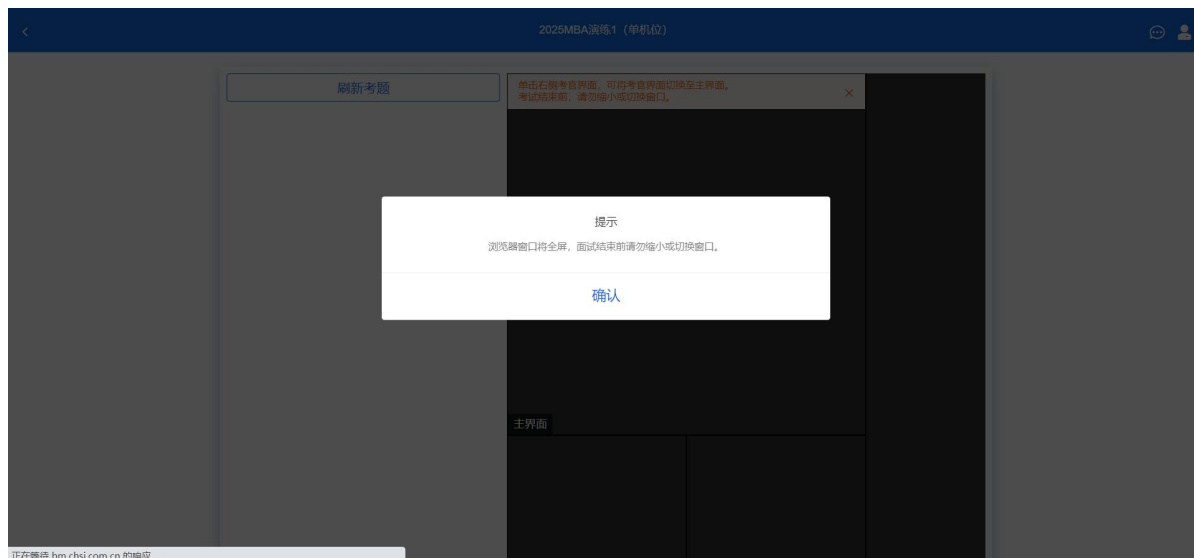 2025MBA演练1（单机位）
刷新考题
单击右侧考官界面，可将考官界面切换至主界面。
考试结束前，请勿缩小或切换窗口。
提示
浏览器窗口将全屏，面试结束前请勿缩小或切换窗口。
确认
主界面
正在等待 bm.chsi.com.cn 的响应